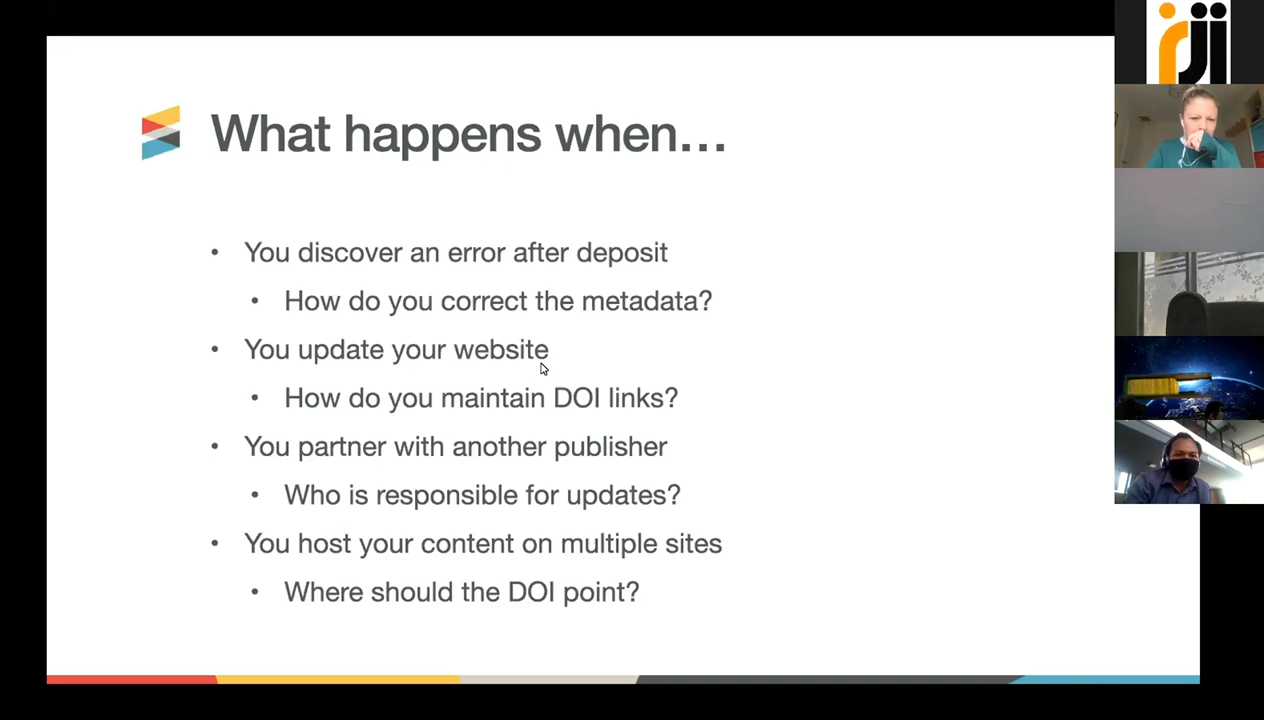 What happens when…
• You discover an error after deposit
• How do you correct the metadata?
• You update your website
• How do you maintain DOI links?
• You partner with another publisher
• Who is responsible for updates?
• You host your content on multiple sites
• Where should the DOI point?
rji